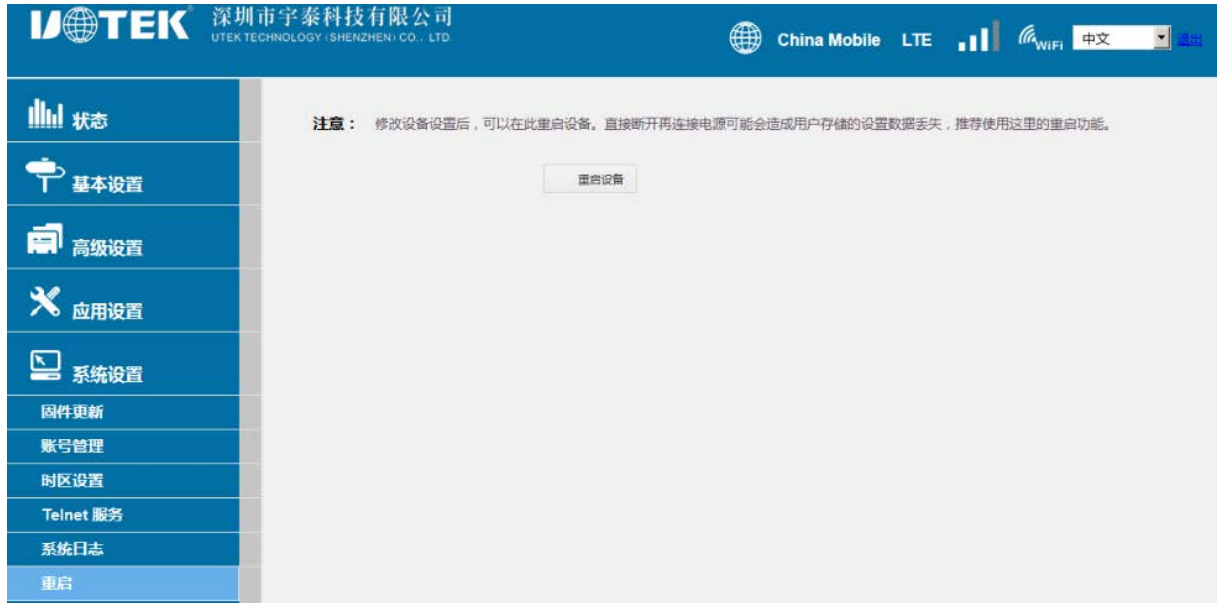 UOTEK 深圳市宇泰科技有限公司
UTEK TECHNOLOGY (SHENZHEN) CO., LTD.
China Mobile LTE WiFi 中文 退出
状态
注意： 修改设备设置后，可以在此重启设备。直接断开再连接电源可能会造成用户存储的设置数据丢失，推荐使用这里的重启功能。
基本设置
重启设备
高级设置
应用设置
系统设置
固件更新
账号管理
时区设置
Telnet 服务
系统日志
重启